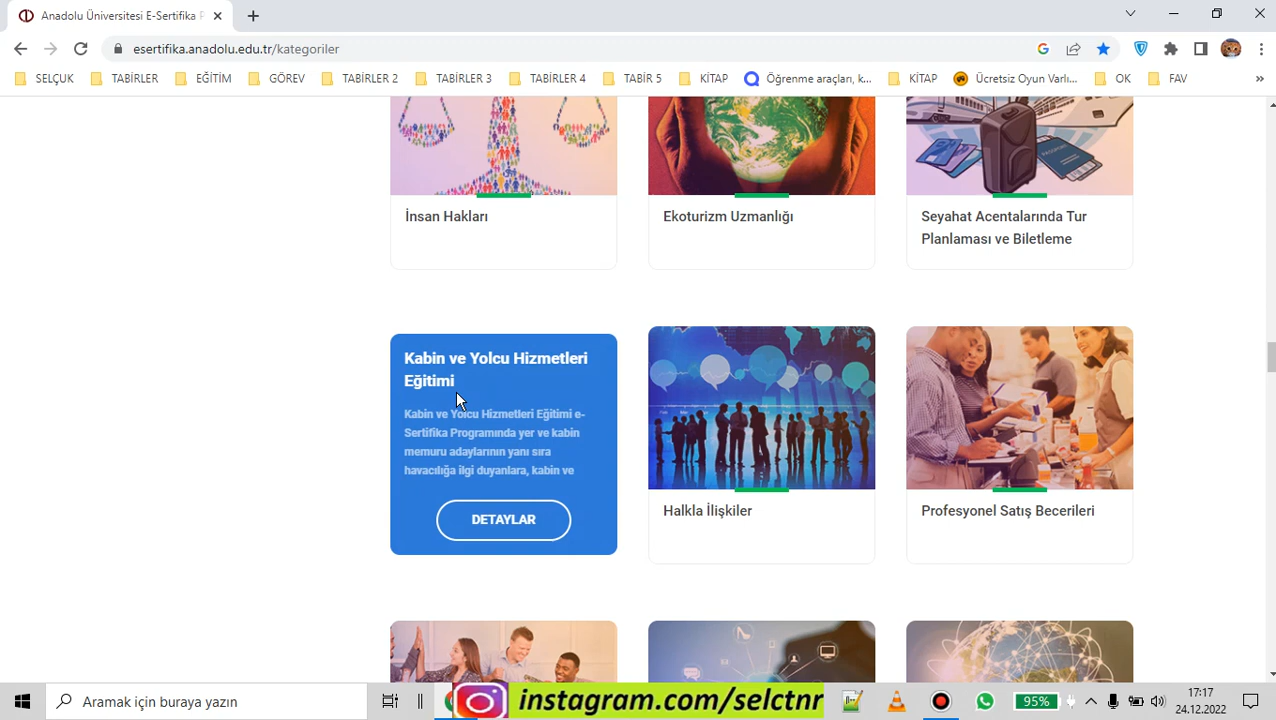 Anadolu Üniversitesi E-Sertifika P
esertifika.anadolu.edu.tr/kategoriler
SELÇUK
TABİRLER
EĞİTİM
GÖREV
TABİRLER 2
TABİRLER 3
TABİRLER 4
TABİR 5
KİTAP
Öğrenme araçları, k...
KİTAP
Ücretsiz Oyun Varlı...
OK
FAV
»
PASSPORT
İnsan Hakları
Ekoturizm Uzmanlığı
Seyahat Acentalarında Tur
Planlaması ve Biletleme
Kabin ve Yolcu Hizmetleri
Eğitimi
Kabin ve Yolcu Hizmetleri Eğitimi e-
Sertifika Programında yer ve kabin
memuru adaylarının yanı sıra
havacılığa ilgi duyanlara, kabin ve
DETAYLAR
Halkla İlişkiler
Profesyonel Satış Becerileri
Aramak için buraya yazın
instagram.com/selctnr
95%
17:17
24.12.2022